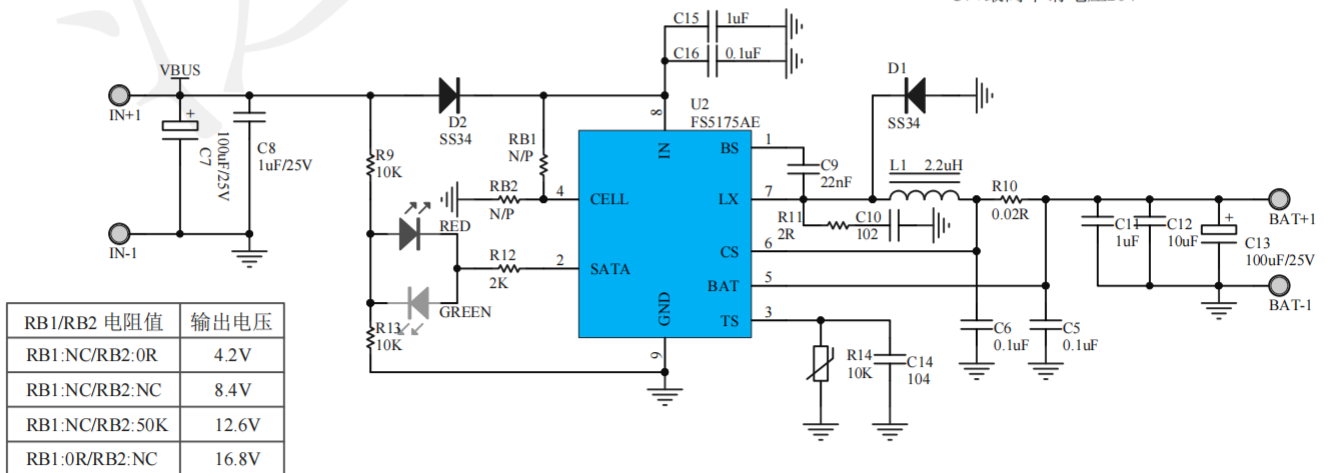 C15
1uF
C16
0.1uF
VBUS
IN+1
+
C7
100uF/25V
C8
1uF/25V
IN-1
D2
SS34
R9
10K
RB1
N/P
RB2
N/P
RED
GREEN
R12
2K
R13
10K
U2
FS5175AE
8
IN
BS
1
4
CELL
LX
7
CS
6
2
SATA
BAT
5
GND
TS
3
9
D1
SS34
C9
22nF
L1
2.2uH
R10
0.02R
R11
2R
C10
102
C11
1uF
C12
10uF
+
C13
100uF/25V
BAT+1
BAT-1
C6
0.1uF
C5
0.1uF
R14
10K
C14
104
RB1/RB2 电阻值 输出电压
RB1:NC/RB2:0R 4.2V
RB1:NC/RB2:NC 8.4V
RB1:NC/RB2:50K 12.6V
RB1:0R/RB2:NC 16.8V